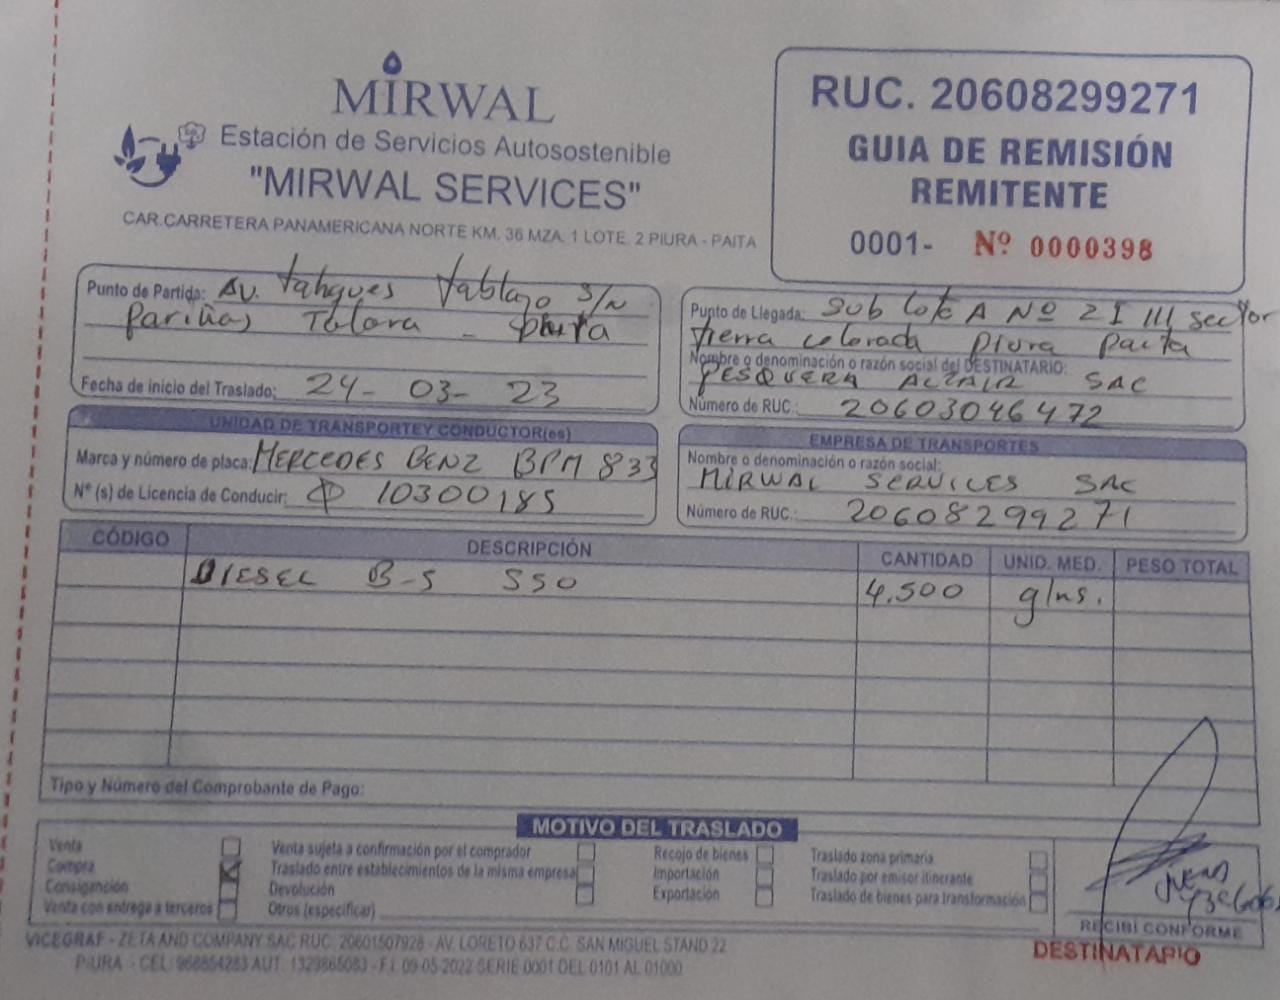 MIRWAL
Estación de Servicios Autosostenible
"MIRWAL SERVICES"
CAR.CARRETERA PANAMERICANA NORTE KM. 36 MZA. 1 LOTE. 2 PIURA - PAITA
RUC. 20608299271
GUIA DE REMISIÓN
REMITENTE
0001- Nº 0000398
Punto de Partida: AV. tablazo S/N
Pariñas Talara - Piura
Fecha de inicio del Traslado: 24- 03- 23
Punto de Llegada: Sub Lote A Nº 2 I III sector
tierra colorada Piura Paita
Nombre o denominación o razón social del DESTINATARIO:
PESQUERA ALTAIR SAC
Número de RUC.: 20603046472
UNIDAD DE TRANSPORTE Y CONDUCTOR(es)
Marca y número de placa: MERCEDES BENZ BPM 833
Nº (s) de Licencia de Conducir: 10300185
EMPRESA DE TRANSPORTES
Nombre o denominación o razón social:
MIRWAL SERVICES SAC
Número de RUC.: 20608299271
CÓDIGO DESCRIPCIÓN CANTIDAD UNID. MED. PESO TOTAL
DIESEL B-5 S50 4.500 glns.
Tipo y Número del Comprobante de Pago:
MOTIVO DEL TRASLADO
Venta
Compra
Consignación
Venta con entrega a terceros
Venta sujeta a confirmación por el comprador
Traslado entre establecimientos de la misma empresa
Devolución
Otros (especificar)
Recojo de bienes
Importación
Exportación
Traslado zona primaria
Traslado por emisor itinerante
Traslado de bienes para transformación
RECIBÍ CONFORME
VICEGRAF - ZETA AND COMPANY SAC RUC: 20601507928 - AV. LORETO 637 C.C. SAN MIGUEL STAND 22
PIURA - CEL: 968854283 AUT. 1329865083 - F.I. 09-05-2022 SERIE 0001 DEL 0101 AL 01000
DESTINATARIO